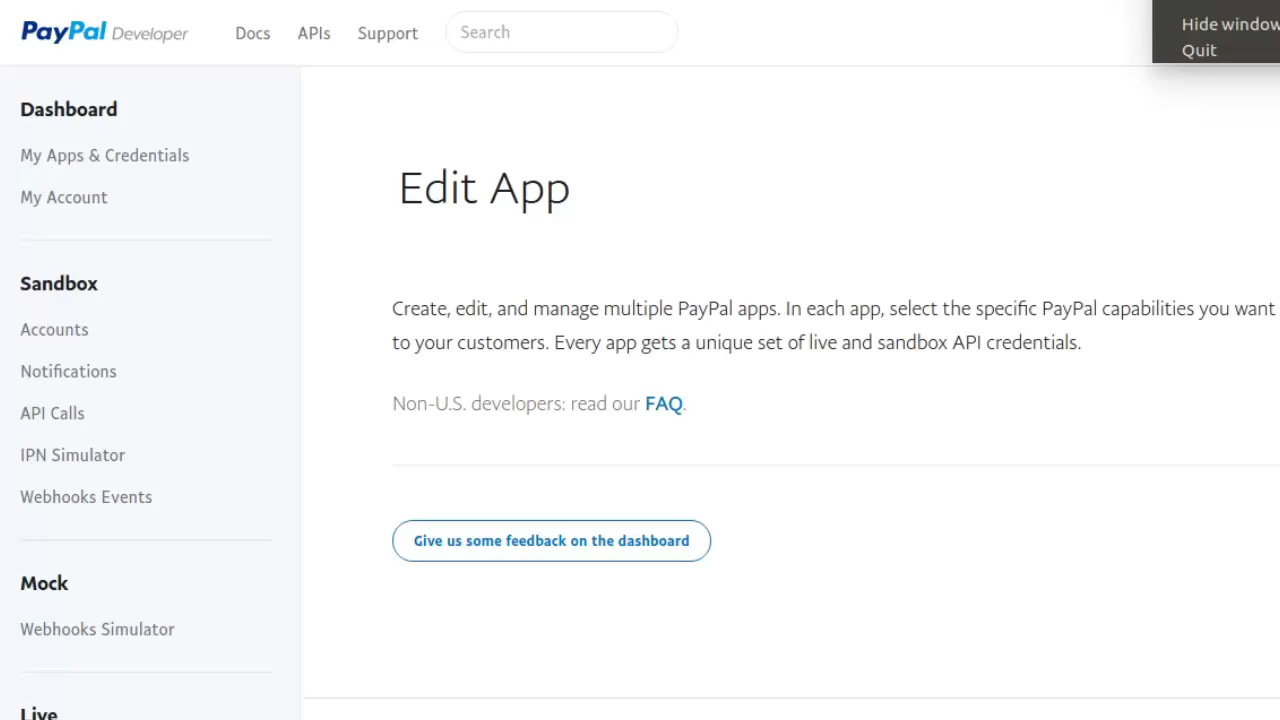 PayPal Developer
Docs
APIs
Support
Search
Hide window
Quit
Dashboard
My Apps & Credentials
My Account
Sandbox
Accounts
Notifications
API Calls
IPN Simulator
Webhooks Events
Mock
Webhooks Simulator
Live
Edit App
Create, edit, and manage multiple PayPal apps. In each app, select the specific PayPal capabilities you want
to your customers. Every app gets a unique set of live and sandbox API credentials.
Non-U.S. developers: read our FAQ.
Give us some feedback on the dashboard